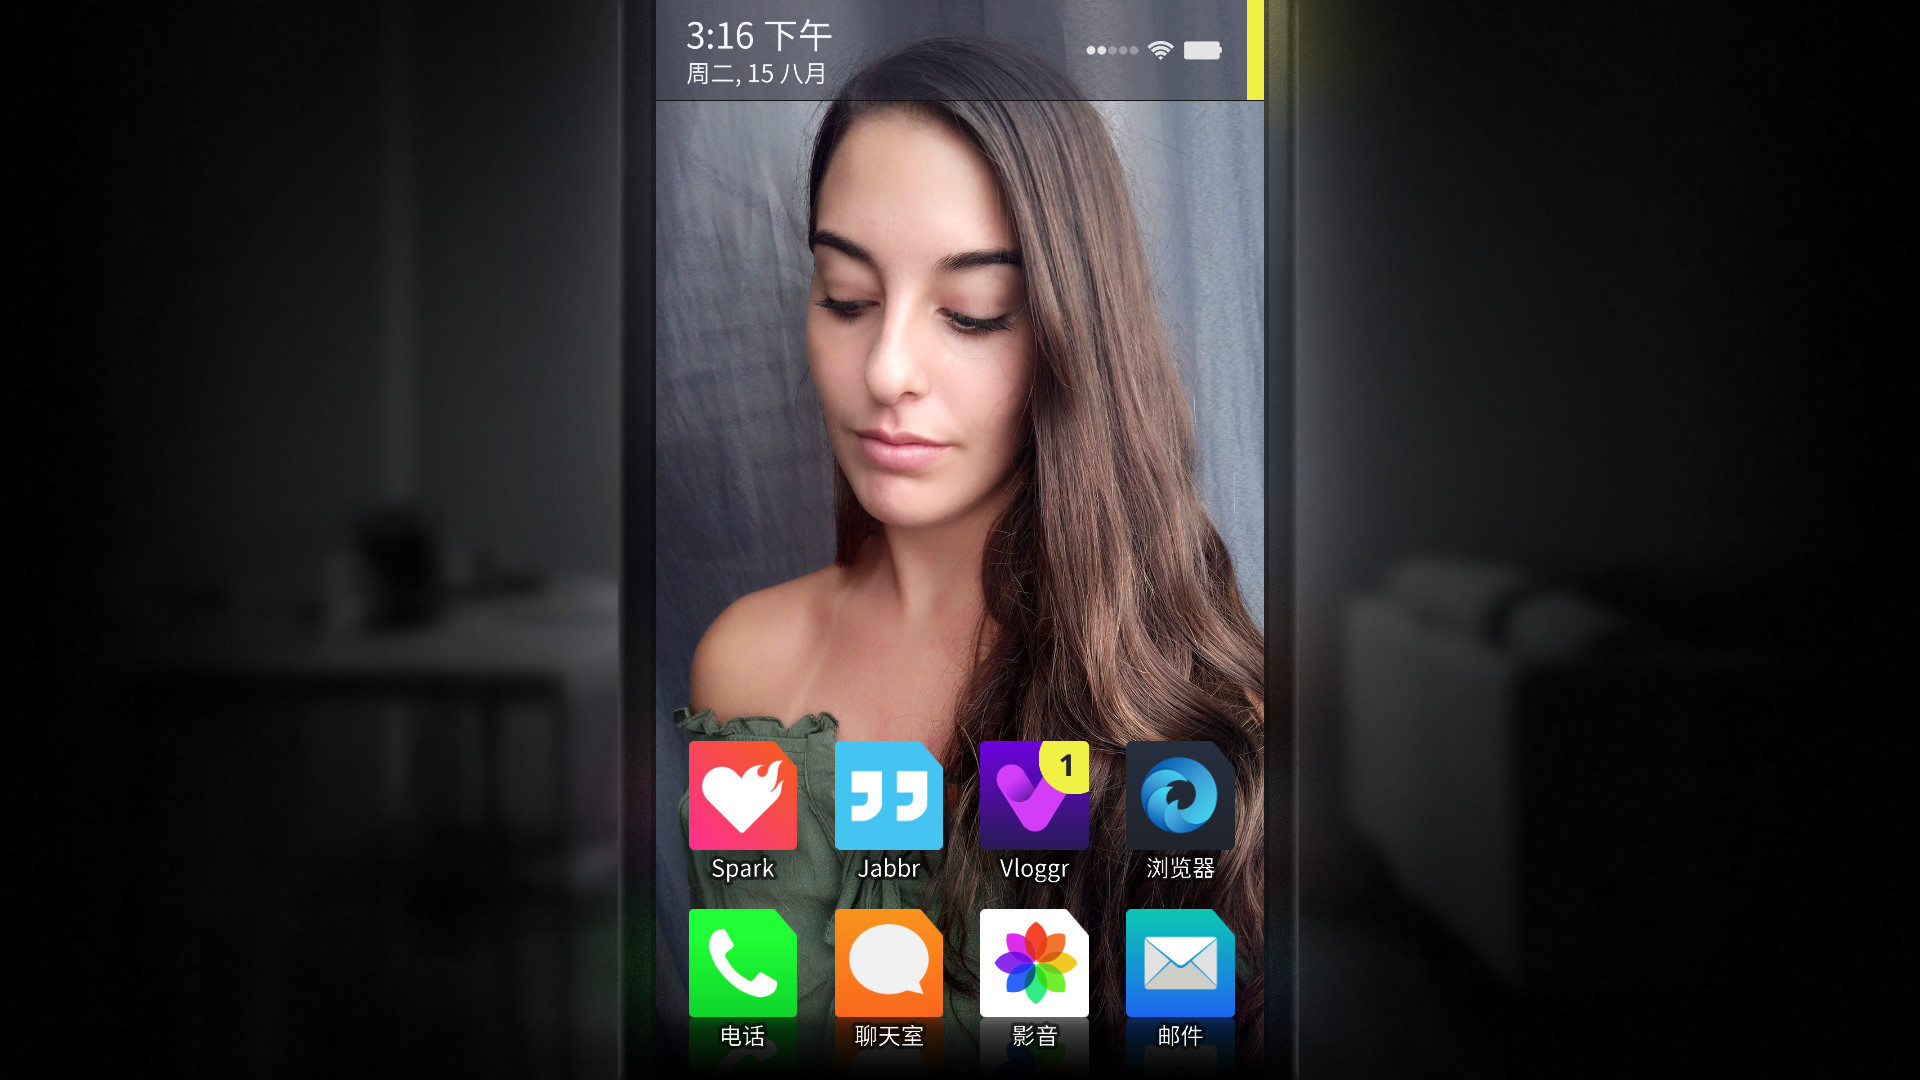 3:16 下午
周二, 15 八月
1
Spark
Jabbr
Vloggr
浏览器
电话
聊天室
影音
邮件